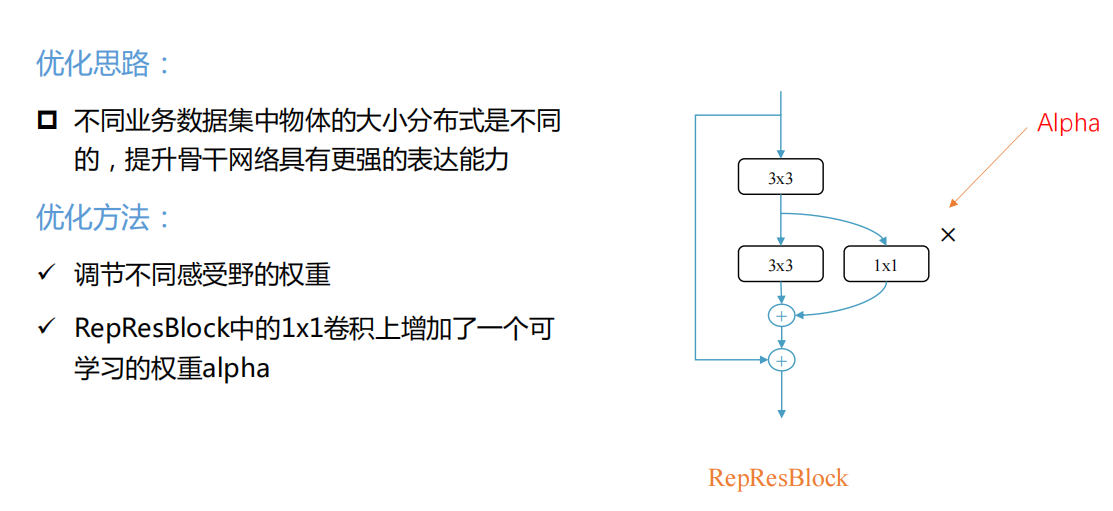 优化思路：
不同业务数据集中物体的大小分布式是不同
的，提升骨干网络具有更强的表达能力
优化方法：
✓ 调节不同感受野的权重
✓ RepResBlock中的1x1卷积上增加了一个可
学习的权重alpha
Alpha
3x3
×
3x3
1x1
+
+
RepResBlock